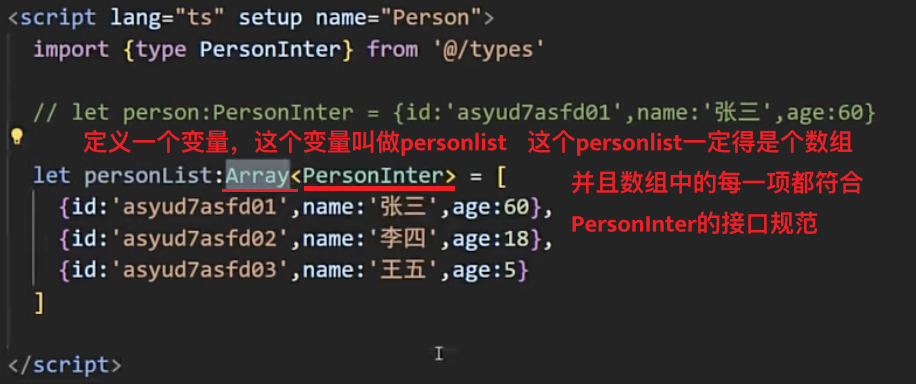 <script lang="ts" setup name="Person">
import {type PersonInter} from '@/types'
// let person:PersonInter = {id:'asyud7asfd01',name:'张三',age:60}
定义一个变量，这个变量叫做personlist 这个personlist一定得是个数组
let personList:Array<PersonInter> = [
并且数组中的每一项都符合
{id:'asyud7asfd01',name:'张三',age:60},
PersonInter的接口规范
{id:'asyud7asfd02',name:'李四',age:18},
{id:'asyud7asfd03',name:'王五',age:5}
]
</script>